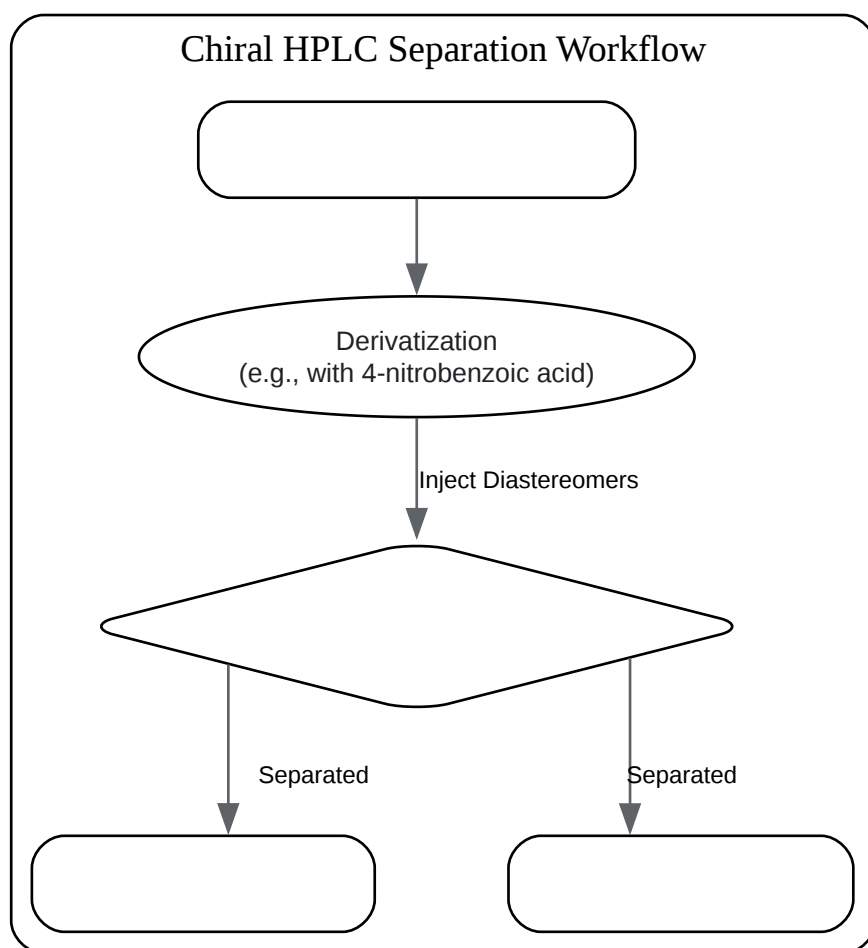 Chiral HPLC Separation Workflow
Derivatization
(e.g., with 4-nitrobenzoic acid)
Inject Diastereomers
Separated
Separated